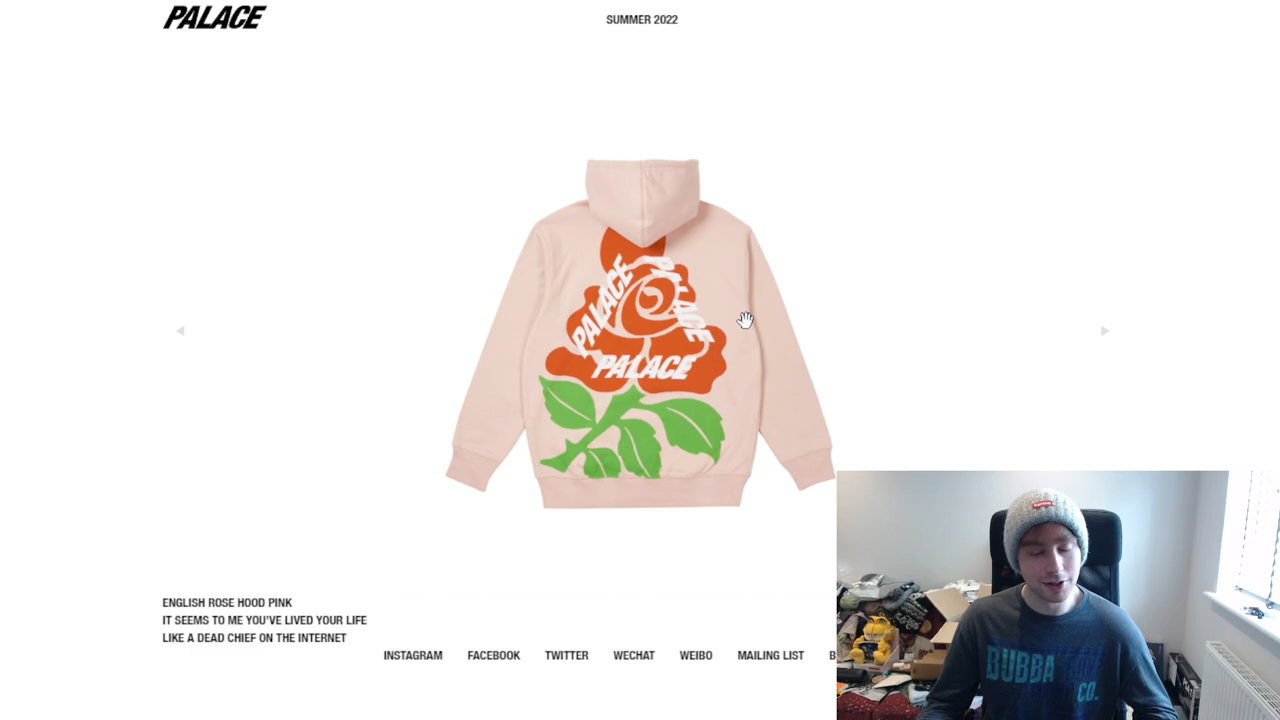 PALACE
SUMMER 2022
PALACE
PALACE
PALACE
ENGLISH ROSE HOOD PINK
IT SEEMS TO ME YOU'VE LIVED YOUR LIFE
LIKE A DEAD CHIEF ON THE INTERNET
INSTAGRAM FACEBOOK TWITTER WECHAT WEIBO MAILING LIST
BUBBA
CO.